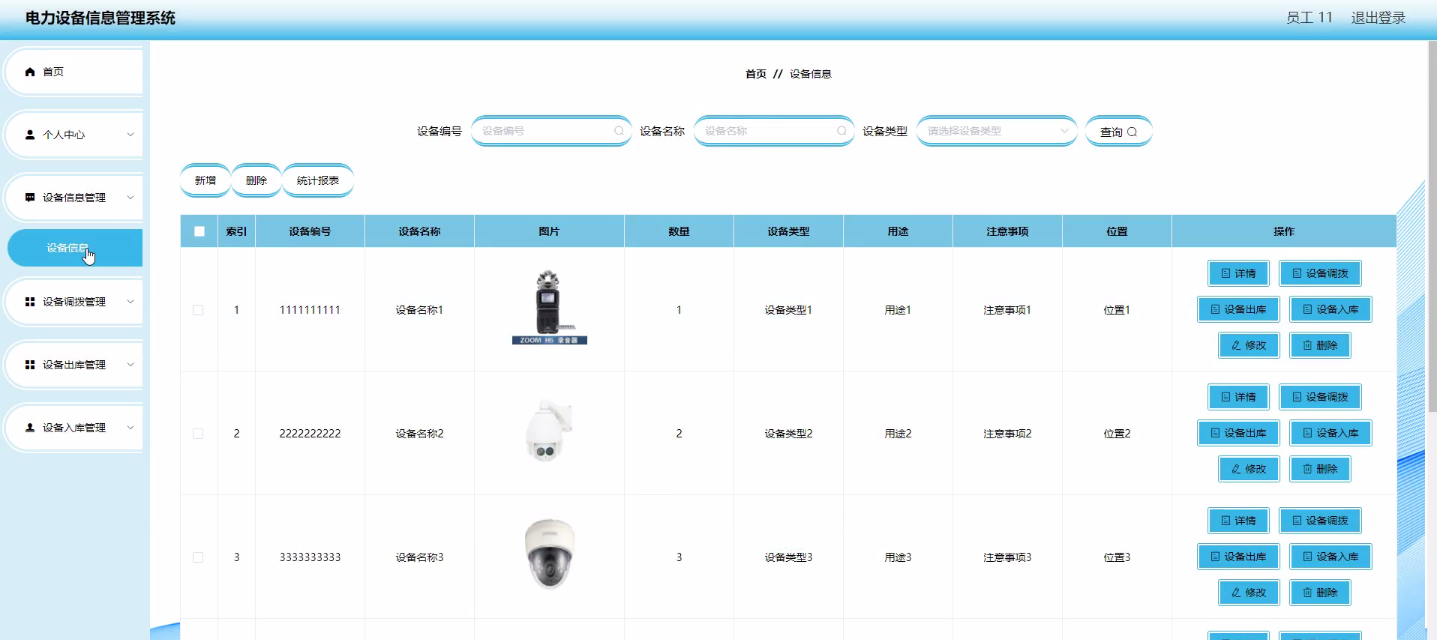 电力设备信息管理系统
员工 11 退出登录
首页
个人中心
设备信息管理
设备信息
设备调拨管理
设备出库管理
设备入库管理
首页 // 设备信息
设备编号 设备编号 设备名称 设备名称 设备类型 请选择设备类型 查询
新增 删除 统计报表
索引 设备编号 设备名称 图片 数量 设备类型 用途 注意事项 位置 操作
1 1111111111 设备名称1 1 设备类型1 用途1 注意事项1 位置1
ZOOM H5 录音器
详情 设备调拨
设备出库 设备入库
修改 删除
2 2222222222 设备名称2 2 设备类型2 用途2 注意事项2 位置2
详情 设备调拨
设备出库 设备入库
修改 删除
3 3333333333 设备名称3 3 设备类型3 用途3 注意事项3 位置3
详情 设备调拨
设备出库 设备入库
修改 删除